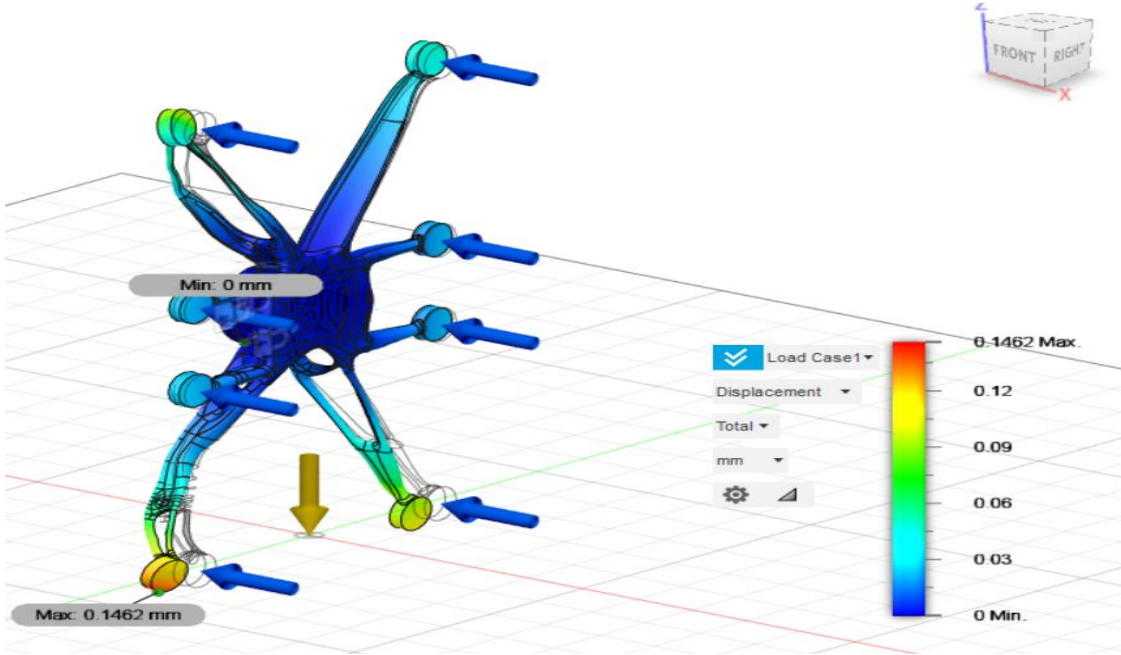 Z
FRONT
RIGHT
X
Min: 0 mm
Load Case1
0.1462 Max.
Displacement
0.12
Total
0.09
mm
0.06
0.03
0 Min.
Max: 0.1462 mm